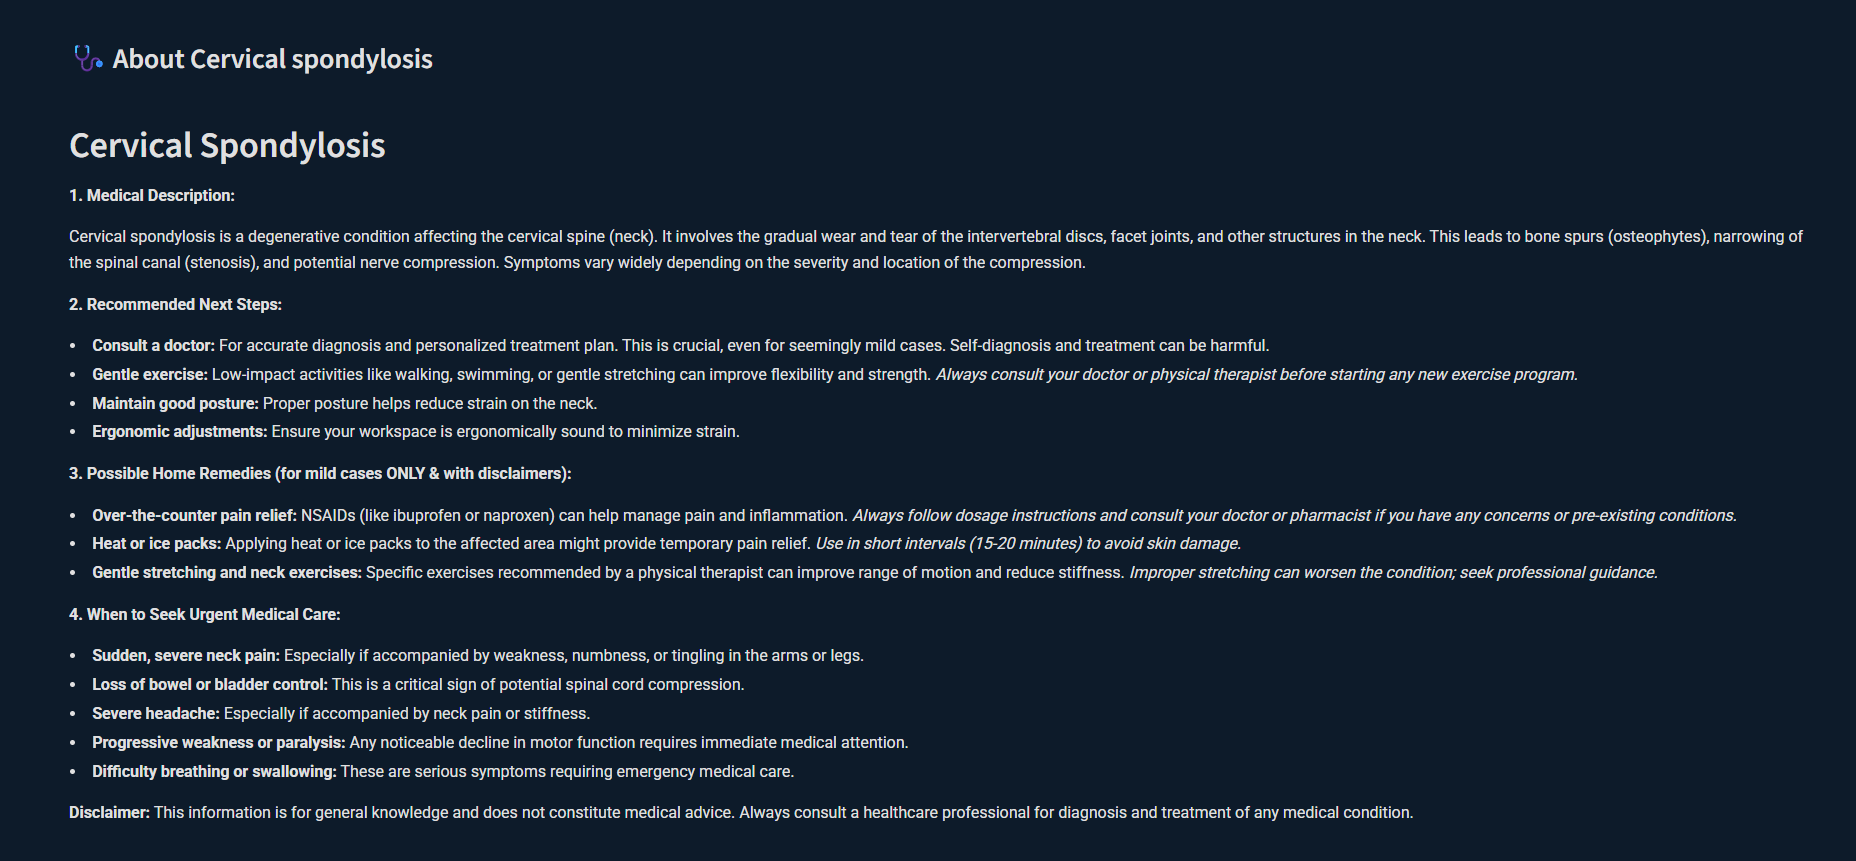 About Cervical spondylosis
Cervical Spondylosis
1. Medical Description:
Cervical spondylosis is a degenerative condition affecting the cervical spine (neck). It involves the gradual wear and tear of the intervertebral discs, facet joints, and other structures in the neck. This leads to bone spurs (osteophytes), narrowing of
the spinal canal (stenosis), and potential nerve compression. Symptoms vary widely depending on the severity and location of the compression.
2. Recommended Next Steps:
• Consult a doctor: For accurate diagnosis and personalized treatment plan. This is crucial, even for seemingly mild cases. Self-diagnosis and treatment can be harmful.
• Gentle exercise: Low-impact activities like walking, swimming, or gentle stretching can improve flexibility and strength. Always consult your doctor or physical therapist before starting any new exercise program.
• Maintain good posture: Proper posture helps reduce strain on the neck.
• Ergonomic adjustments: Ensure your workspace is ergonomically sound to minimize strain.
3. Possible Home Remedies (for mild cases ONLY & with disclaimers):
• Over-the-counter pain relief: NSAIDs (like ibuprofen or naproxen) can help manage pain and inflammation. Always follow dosage instructions and consult your doctor or pharmacist if you have any concerns or pre-existing conditions.
• Heat or ice packs: Applying heat or ice packs to the affected area might provide temporary pain relief. Use in short intervals (15-20 minutes) to avoid skin damage.
• Gentle stretching and neck exercises: Specific exercises recommended by a physical therapist can improve range of motion and reduce stiffness. Improper stretching can worsen the condition; seek professional guidance.
4. When to Seek Urgent Medical Care:
• Sudden, severe neck pain: Especially if accompanied by weakness, numbness, or tingling in the arms or legs.
• Loss of bowel or bladder control: This is a critical sign of potential spinal cord compression.
• Severe headache: Especially if accompanied by neck pain or stiffness.
• Progressive weakness or paralysis: Any noticeable decline in motor function requires immediate medical attention.
• Difficulty breathing or swallowing: These are serious symptoms requiring emergency medical care.
Disclaimer: This information is for general knowledge and does not constitute medical advice. Always consult a healthcare professional for diagnosis and treatment of any medical condition.